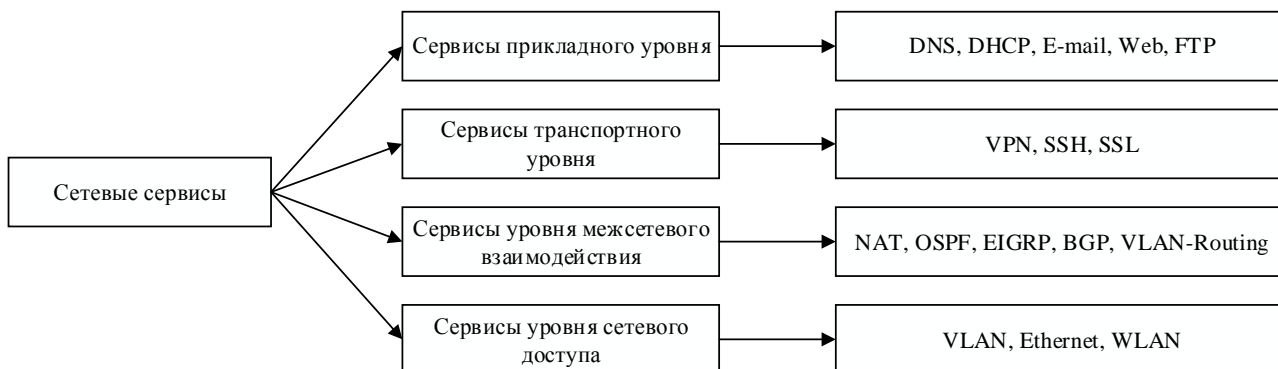 Сетевые сервисы
Сервисы прикладного уровня
DNS, DHCP, E-mail, Web, FTP
Сервисы транспортного
уровня
VPN, SSH, SSL
Сервисы уровня межсетевого
взаимодействия
NAT, OSPF, EIGRP, BGP, VLAN-Routing
Сервисы уровня сетевого
доступа
VLAN, Ethernet, WLAN